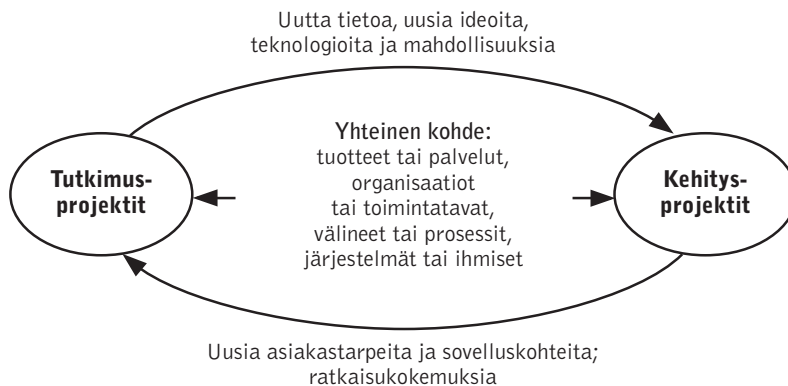 Uutta tietoa, uusia ideoita,
teknologioita ja mahdollisuuksia
Tutkimus-
projektit
Yhteinen kohde:
tuotteet tai palvelut,
organisaatiot
tai toimintatavat,
välineet tai prosessit,
järjestelmät tai ihmiset
Kehitys-
projektit
Uusia asiakastarpeita ja sovelluskohteita;
ratkaisukokemuksia